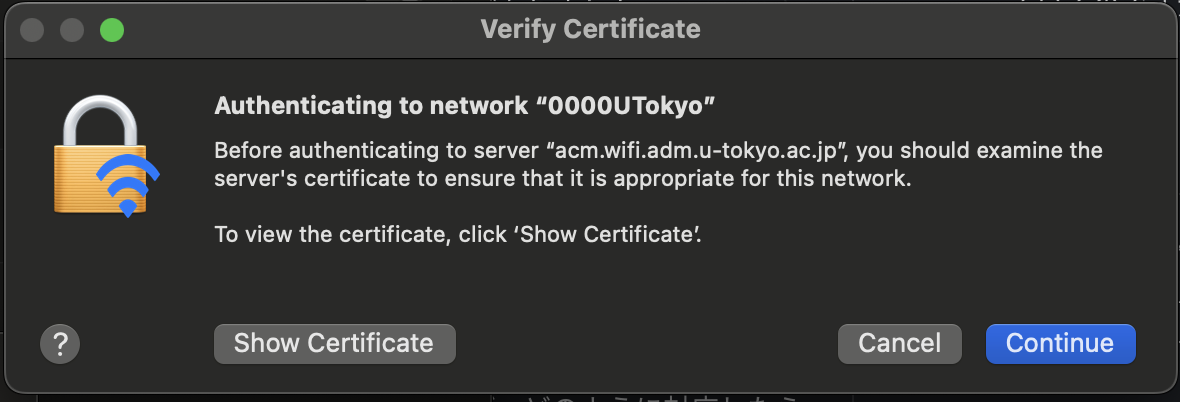 Verify Certificate
Authenticating to network “0000UTokyo”
Before authenticating to server “acm.wifi.adm.u-tokyo.ac.jp”, you should examine the
server's certificate to ensure that it is appropriate for this network.
To view the certificate, click ‘Show Certificate’.
?
Show Certificate
Cancel
Continue